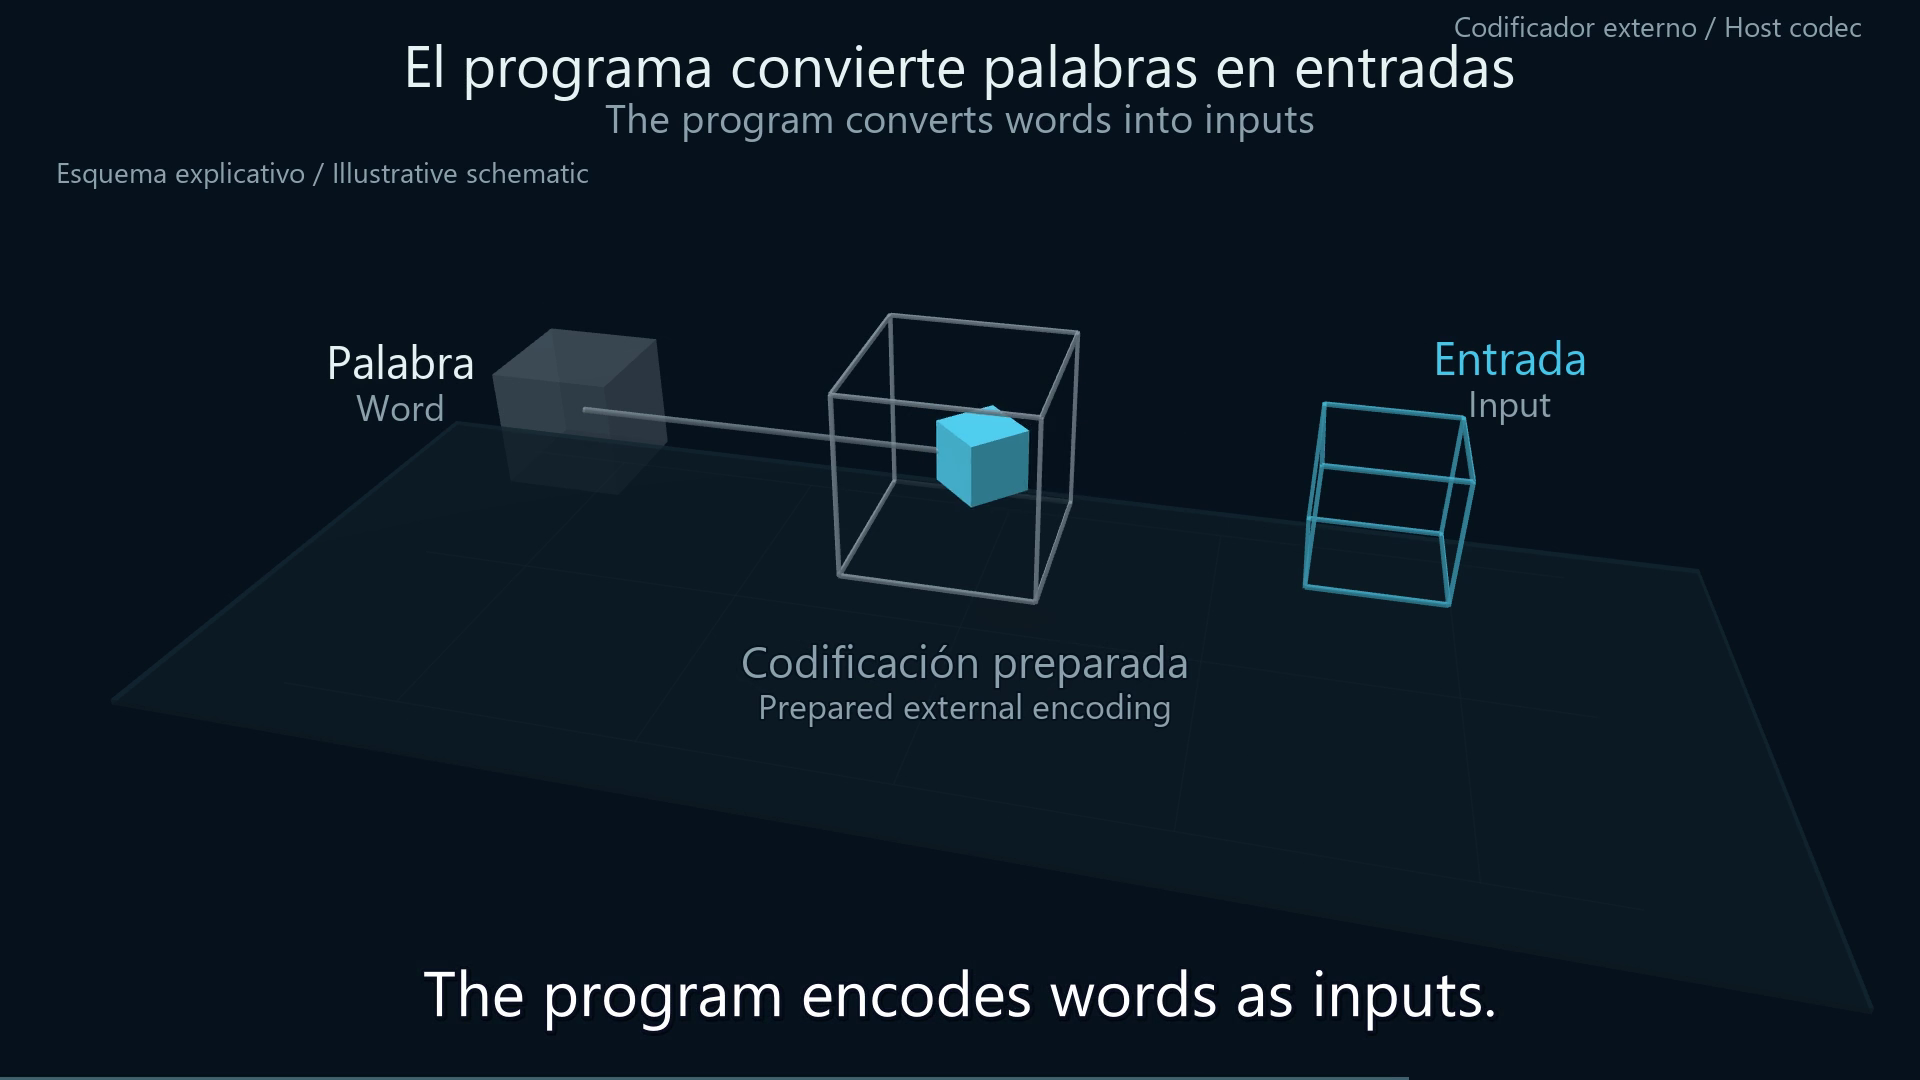 Codificador externo / Host codec
El programa convierte palabras en entradas
The program converts words into inputs
Esquema explicativo / Illustrative schematic
Palabra
Word
Entrada
Input
Codificación preparada
Prepared external encoding
The program encodes words as inputs.